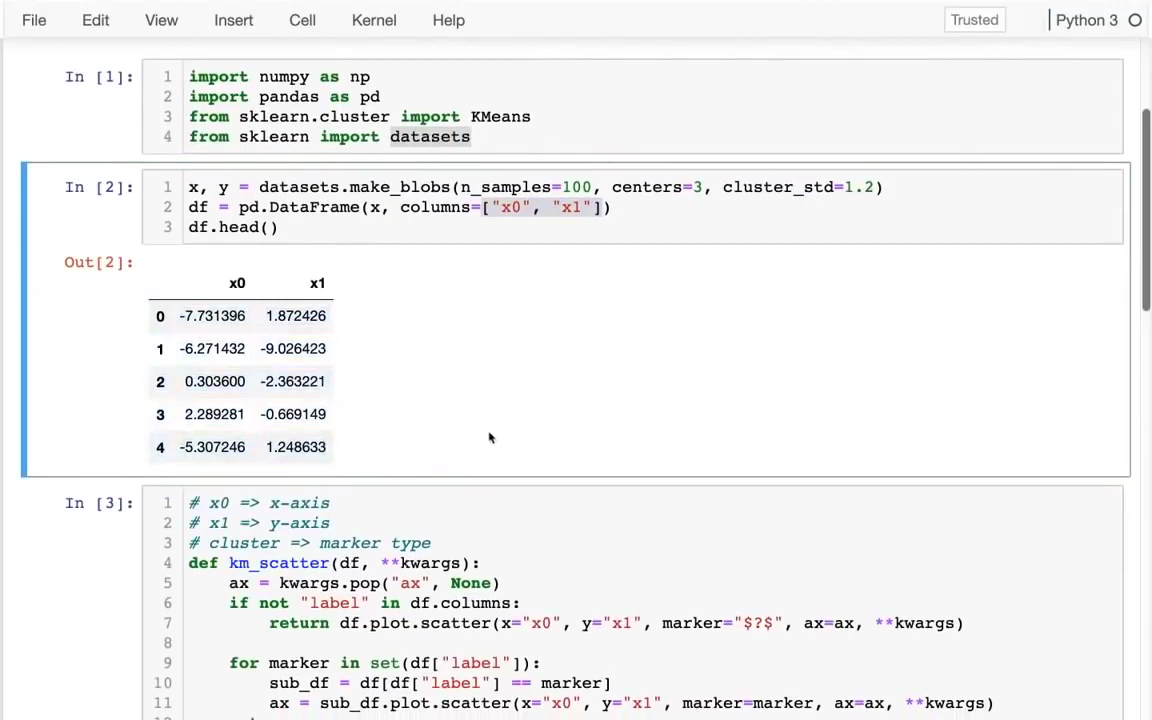 File Edit View Insert Cell Kernel Help Trusted Python 3
In [1]:
1 import numpy as np
2 import pandas as pd
3 from sklearn.cluster import KMeans
4 from sklearn import datasets
In [2]:
1 x, y = datasets.make_blobs(n_samples=100, centers=3, cluster_std=1.2)
2 df = pd.DataFrame(x, columns=["x0", "x1"])
3 df.head()
Out[2]:
x0 x1
0 -7.731396 1.872426
1 -6.271432 -9.026423
2 0.303600 -2.363221
3 2.289281 -0.669149
4 -5.307246 1.248633
In [3]:
1 # x0 => x-axis
2 # x1 => y-axis
3 # cluster => marker type
4 def km_scatter(df, **kwargs):
5 ax = kwargs.pop("ax", None)
6 if not "label" in df.columns:
7 return df.plot.scatter(x="x0", y="x1", marker="$?$", ax=ax, **kwargs)
8
9 for marker in set(df["label"]):
10 sub_df = df[df["label"] == marker]
11 ax = sub_df.plot.scatter(x="x0", y="x1", marker=marker, ax=ax, **kwargs)